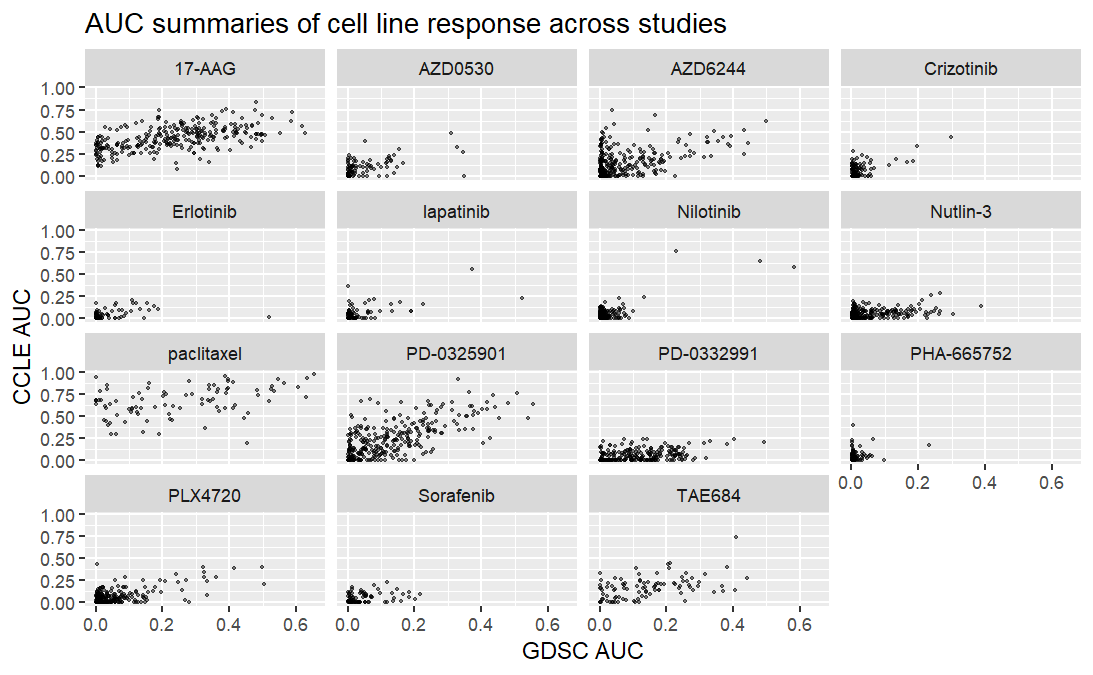 AUC summaries of cell line response across studies
17-AAG AZD0530 AZD6244 Crizotinib
1.00
0.75
0.50
0.25
0.00
Erlotinib lapatinib Nilotinib Nutlin-3
1.00
0.75
0.50
0.25
0.00
CCLE AUC
paclitaxel PD-0325901 PD-0332991 PHA-665752
1.00
0.75
0.50
0.25
0.00
0.0 0.2 0.4 0.6
PLX4720 Sorafenib TAE684
1.00
0.75
0.50
0.25
0.00
0.0 0.2 0.4 0.6 0.0 0.2 0.4 0.6 0.0 0.2 0.4 0.6
GDSC AUC